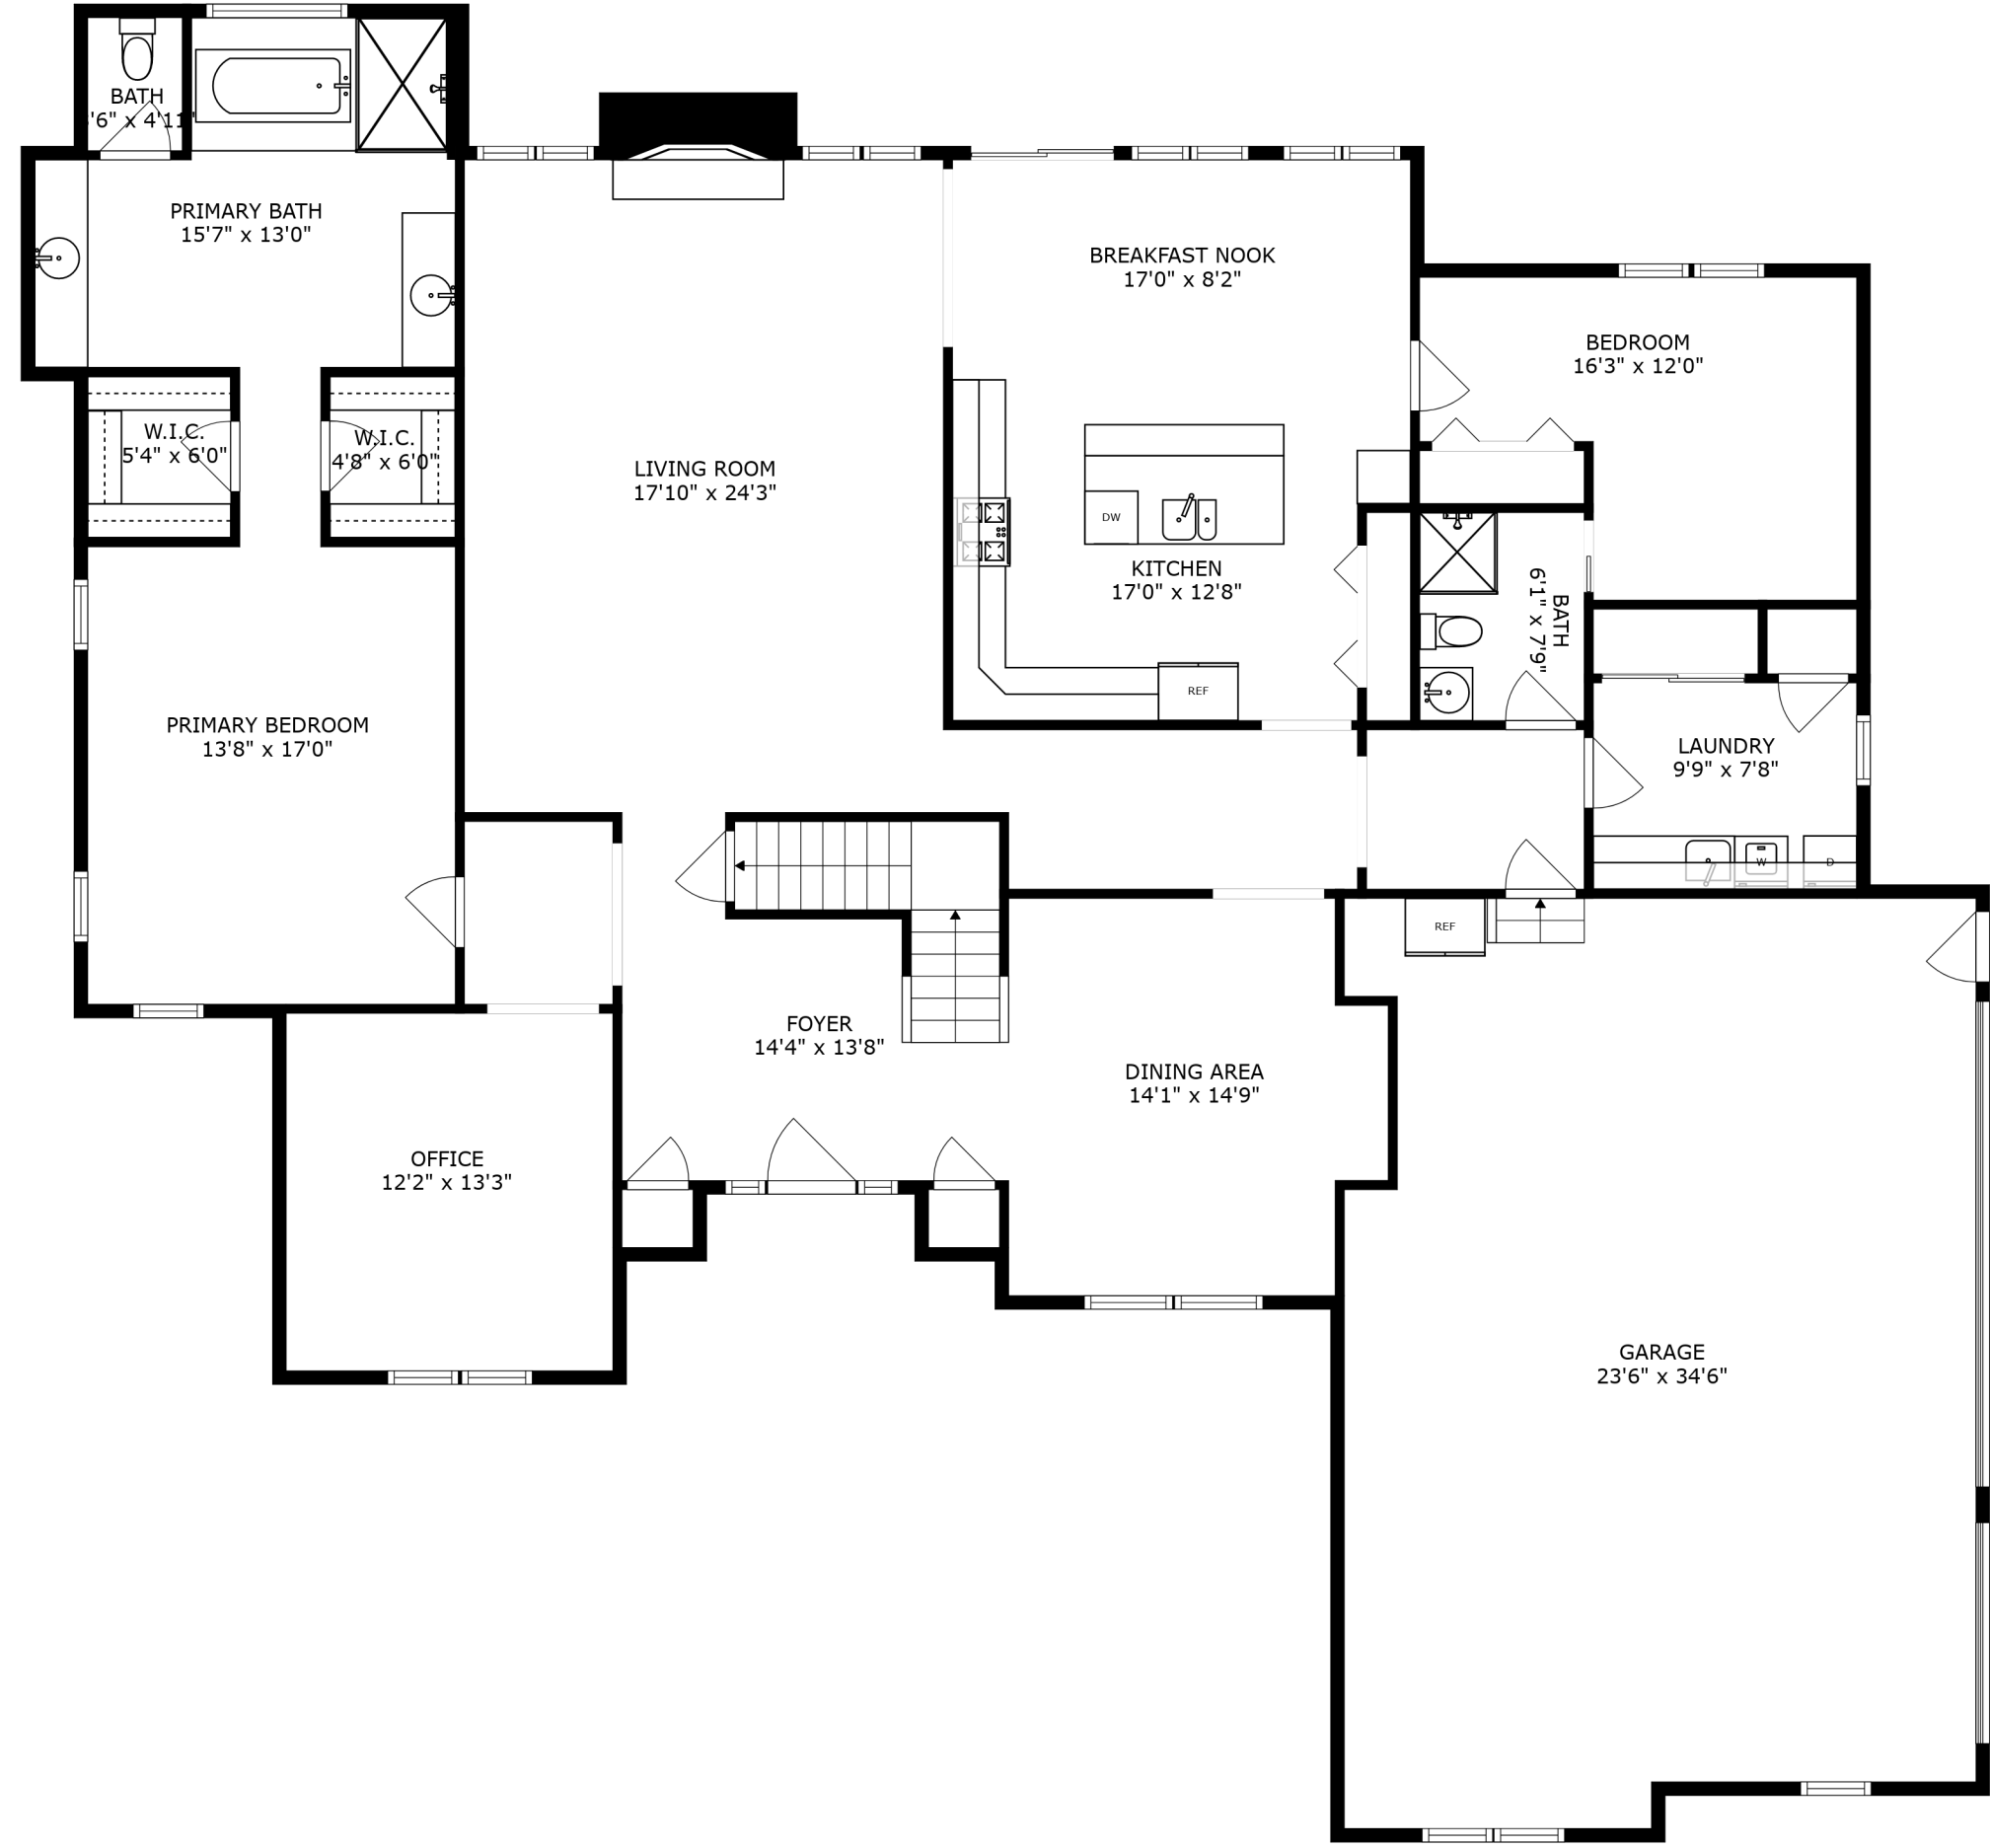 BATH
'6" x 4'11"
PRIMARY BATH
15'7" x 13'0"
BREAKFAST NOOK
17'0" x 8'2"
BEDROOM
16'3" x 12'0"
W.I.C.
5'4" x 6'0"
W.I.C.
4'8" x 6'0"
LIVING ROOM
17'10" x 24'3"
DW
KITCHEN
17'0" x 12'8"
BATH
6'1" x 7'9"
REF
PRIMARY BEDROOM
13'8" x 17'0"
LAUNDRY
9'9" x 7'8"
W
D
REF
FOYER
14'4" x 13'8"
DINING AREA
14'1" x 14'9"
OFFICE
12'2" x 13'3"
GARAGE
23'6" x 34'6"